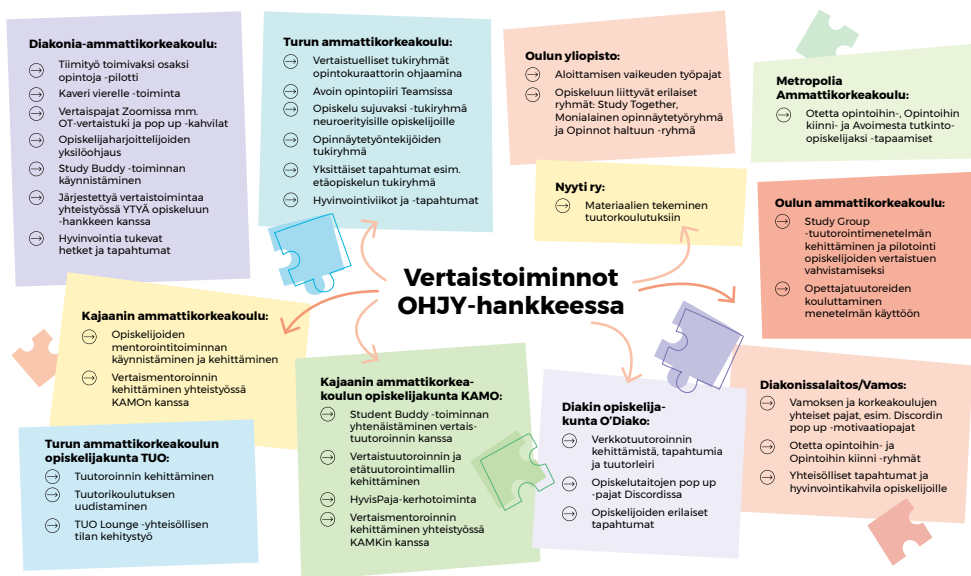 Diakonia-ammattikorkeakoulu:
Tiimityö toimivaksi osaksi
opintoja -pilotti
Kaveri vierelle -toiminta
Vertaispajat Zoomissa mm.
OT-vertaistuki ja pop up -kahvilat
Opiskelijaharjoittelijoiden
yksilöohjaus
Study Buddy -toiminnan
käynnistäminen
Järjestettyä vertaistoimintaa
yhteistyössä YTYÄ opiskeluun
-hankkeen kanssa
Hyvinvointia tukevat
hetket ja tapahtumat
Turun ammattikorkeakoulu:
Vertaistuelliset tukiryhmät
opintokuraattorin ohjaamina
Avoin opintopiiri Teamsissa
Opiskelu sujuvaksi -tukiryhmä
neuroerityisille opiskelijoille
Opinnäytetyöntekijöiden
tukiryhmä
Yksittäiset tapahtumat esim.
etäopiskelun tukiryhmä
Hyvinvointiviikot ja -tapahtumat
Oulun yliopisto:
Aloittamisen vaikeuden työpajat
Opiskeluun liittyvät erilaiset
ryhmät: Study Together,
Monialainen opinnäytetyöryhmä
ja Opinnot haltuun -ryhmä
Metropolia
Ammattikorkeakoulu:
Otetta opintoihin-, Opintoihin
kiinni- ja Avoimesta tutkinto-
opiskelijaksi -tapaamiset
Nyyti ry:
Materiaalien tekeminen
tuutorkoulutuksiin
Oulun ammattikorkeakoulu:
Study Group
-tuutorointimenetelmän
kehittäminen ja pilotointi
opiskelijoiden vertaistuen
vahvistamiseksi
Opettajatuutoreiden
kouluttaminen
menetelmän käyttöön
Vertaistoiminnot
OHJY-hankkeessa
Kajaanin ammattikorkeakoulu:
Opiskelijoiden
mentorointitoiminnan
käynnistäminen ja kehittäminen
Vertaismentoroinnin
kehittäminen yhteistyössä
KAMOn kanssa
Turun ammattikorkeakoulun
opiskelijakunta TUO:
Tuutoroinnin kehittäminen
Tuutorikoulutuksen
uudistaminen
TUO Lounge -yhteisöllisen
tilan kehitystyö
Kajaanin ammattikorkea-
koulun opiskelijakunta KAMO:
Student Buddy -toiminnan
yhtenäistäminen vertais-
tuutoroinnin kanssa
Vertaistuutoroinnin ja
etätuutorointimallin
kehittäminen
HyvisPaja-kerhotoiminta
Vertaismentoroinnin
kehittäminen yhteistyössä
KAMKin kanssa
Diakin opiskelija-
kunta O’Diako:
Verkkotuutoroinnin
kehittämistä, tapahtumia
ja tuutorleiri
Opiskelutaitojen pop up
-pajat Discordissa
Opiskelijoiden erilaiset
tapahtumat
Diakonissalaitos/Vamos:
Vamoksen ja korkeakoulujen
yhteiset pajat, esim. Discordin
pop up -motivaatiopajat
Otetta opintoihin- ja
Opintoihin kiinni -ryhmät
Yhteisölliset tapahtumat ja
hyvinvointikahvila opiskelijoille